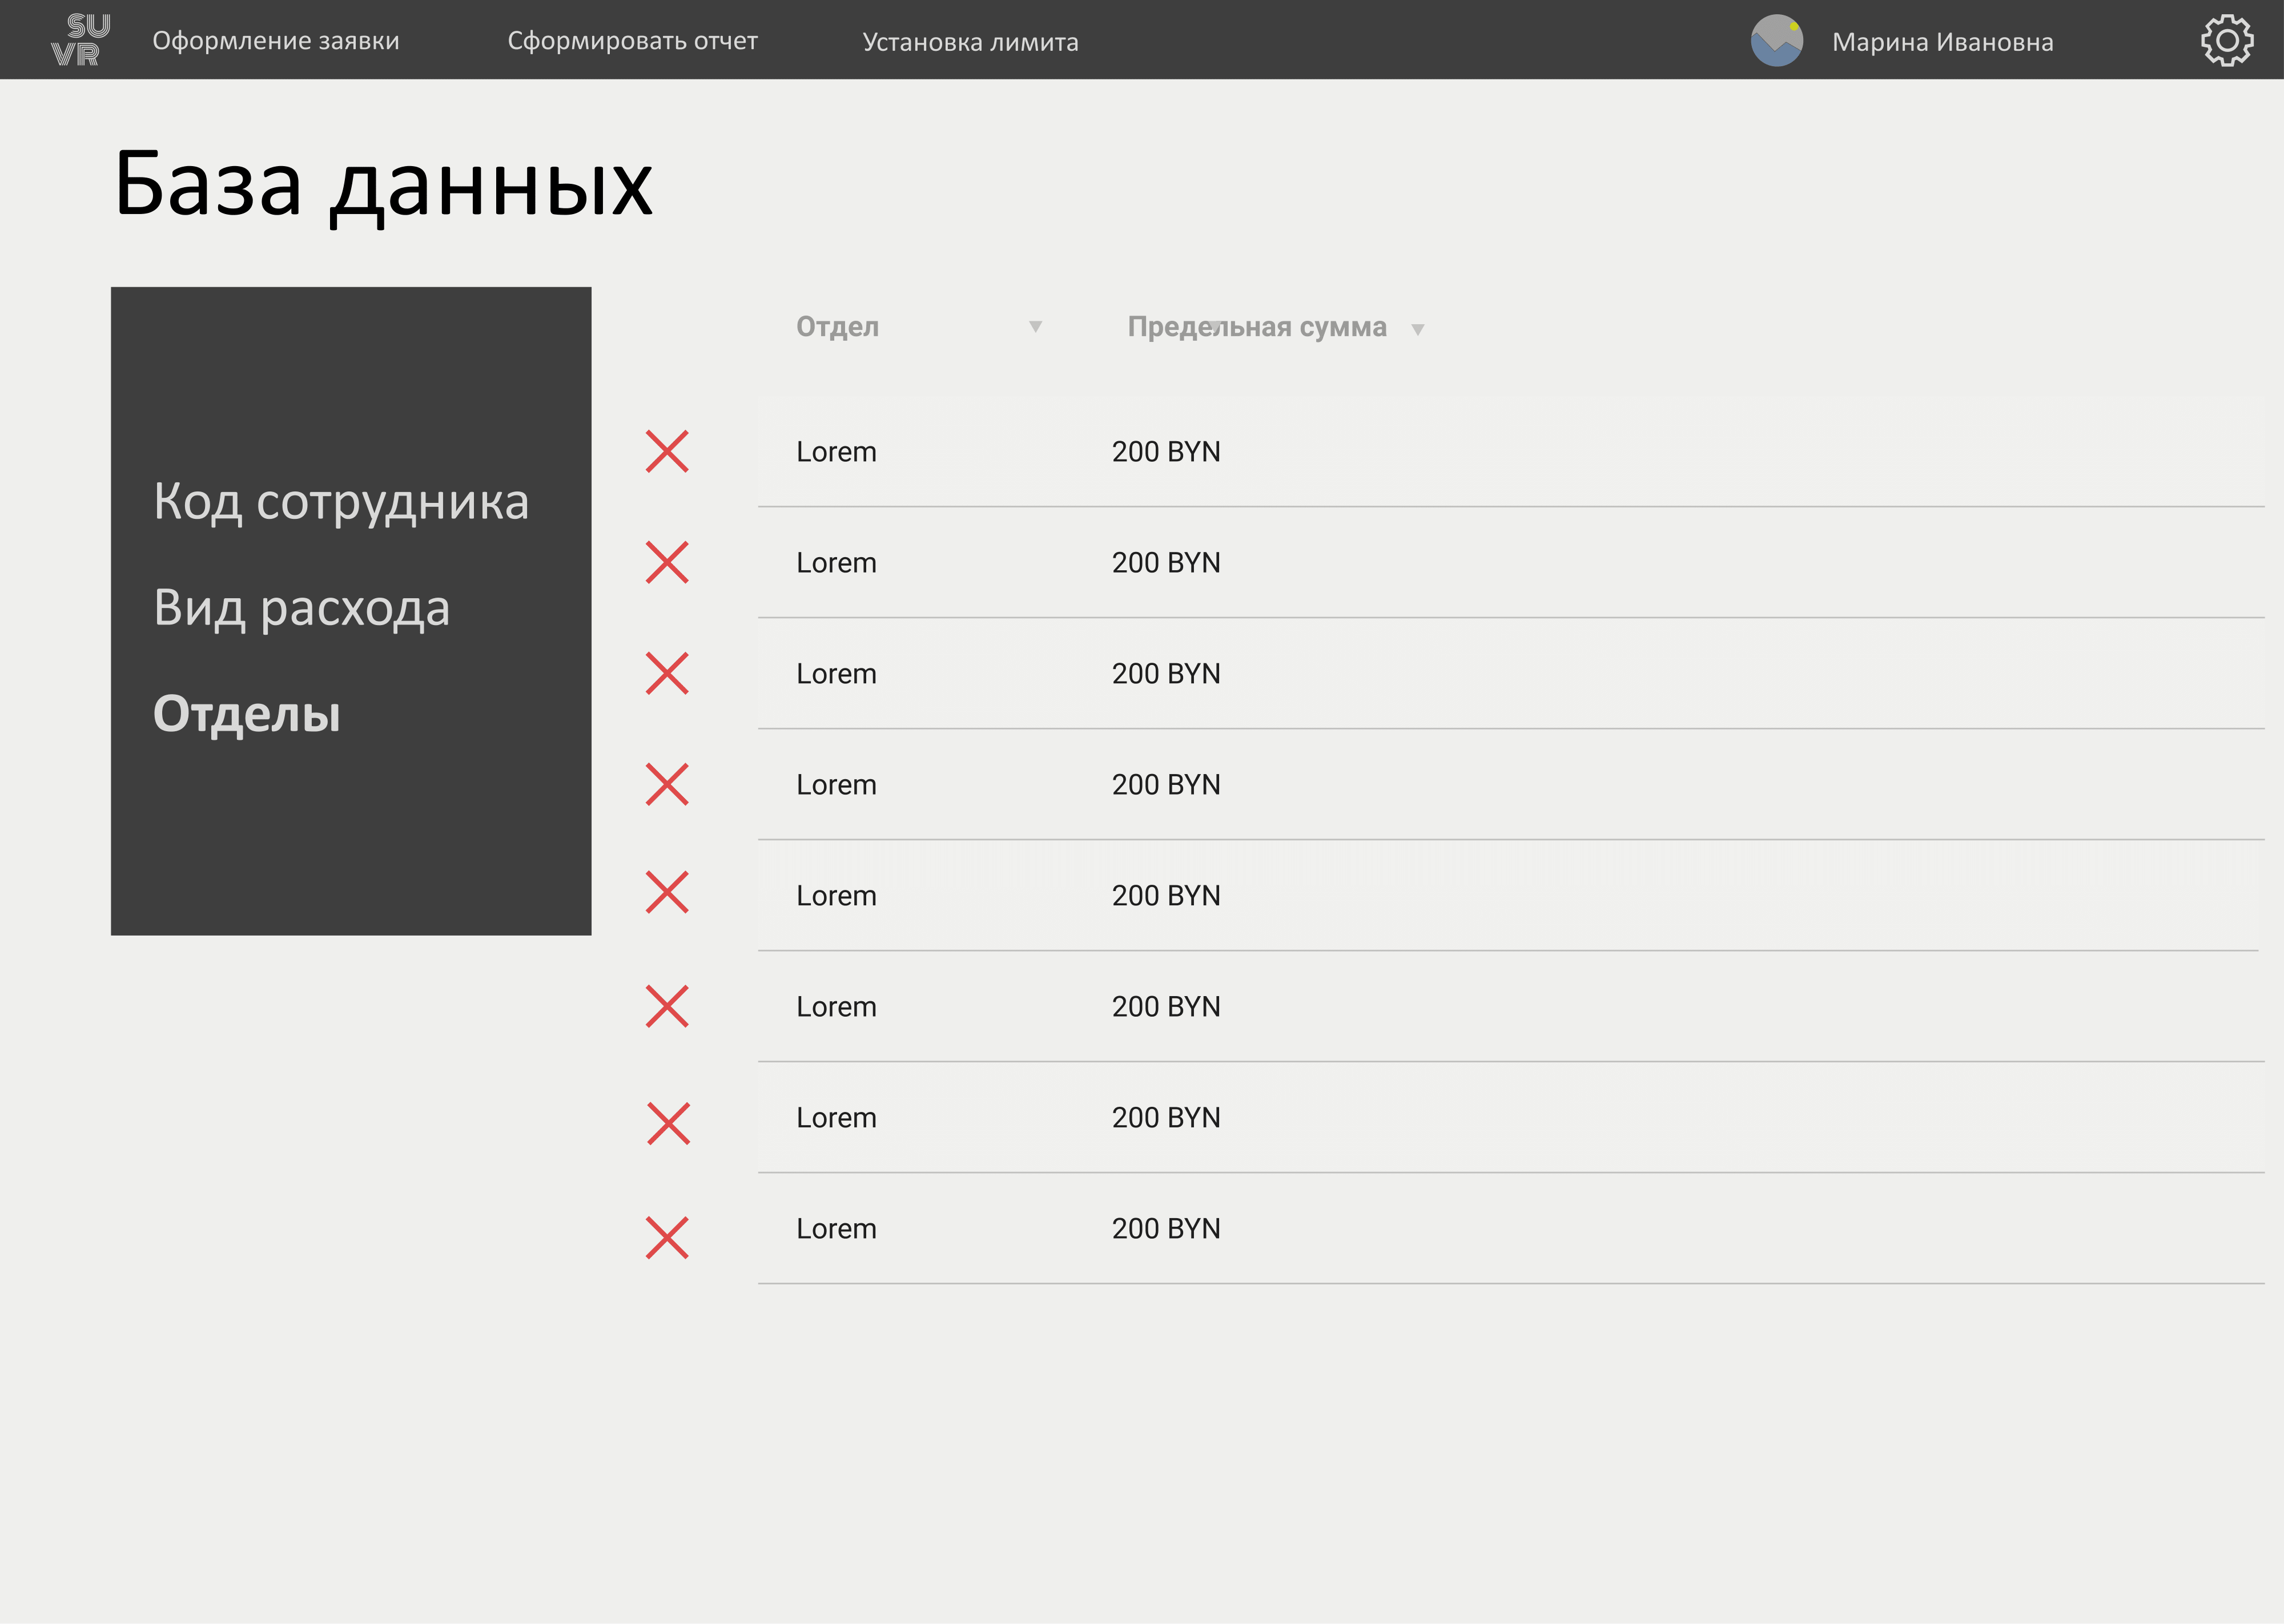 SU
VR
Оформление заявки
Сформировать отчет
Установка лимита
Марина Ивановна
База данных
Код сотрудника
Вид расхода
Отделы
Отдел Предельная сумма
Lorem 200 BYN
Lorem 200 BYN
Lorem 200 BYN
Lorem 200 BYN
Lorem 200 BYN
Lorem 200 BYN
Lorem 200 BYN
Lorem 200 BYN